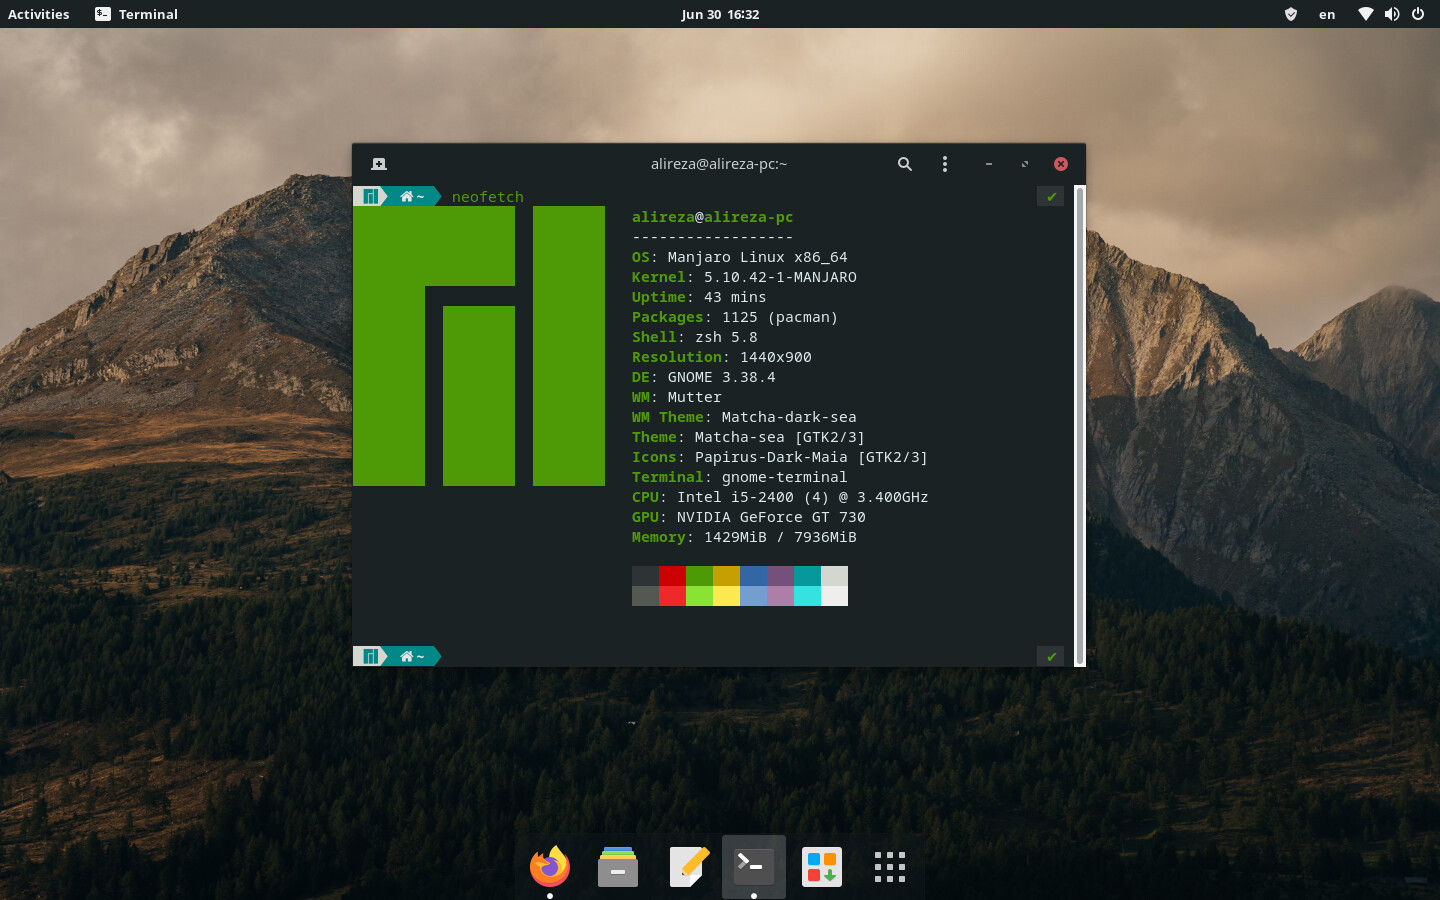 Activities Terminal Jun 30 16:32 en
alireza@alireza-pc:~
~ neofetch ✔
alireza@alireza-pc
------------------
OS: Manjaro Linux x86_64
Kernel: 5.10.42-1-MANJARO
Uptime: 43 mins
Packages: 1125 (pacman)
Shell: zsh 5.8
Resolution: 1440x900
DE: GNOME 3.38.4
WM: Mutter
WM Theme: Matcha-dark-sea
Theme: Matcha-sea [GTK2/3]
Icons: Papirus-Dark-Maia [GTK2/3]
Terminal: gnome-terminal
CPU: Intel i5-2400 (4) @ 3.400GHz
GPU: NVIDIA GeForce GT 730
Memory: 1429MiB / 7936MiB
~ ✔